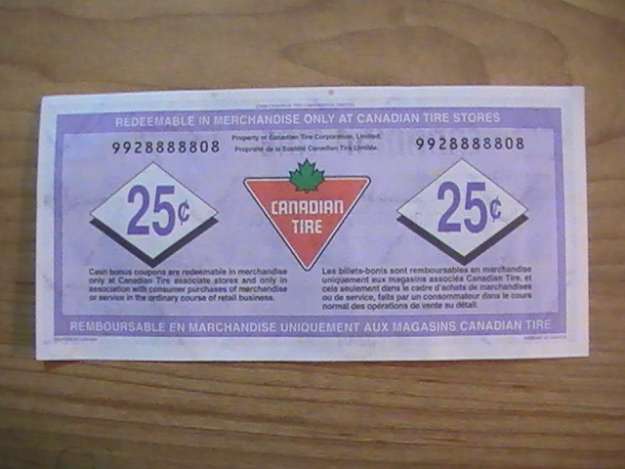 REDEEMABLE IN MERCHANDISE ONLY AT CANADIAN TIRE STORES
Property of Canadian Tire Corporation, Limited.
Propriété de la Société Canadian Tire Limitée.
9928888808
9928888808
25¢
CANADIAN
TIRE
25¢
Cash bonus coupons are redeemable in merchandise
only at Canadian Tire associate stores and only in
association with consumer purchases of merchandise
or service in the ordinary course of retail business.
Les billets-bonis sont remboursables en marchandise
uniquement aux magasins associés Canadian Tire, et
cela seulement dans le cadre d'achats de marchandises
ou de service, faits par un consommateur dans le cours
normal des opérations de vente au détail.
REMBOURSABLE EN MARCHANDISE UNIQUEMENT AUX MAGASINS CANADIAN TIRE